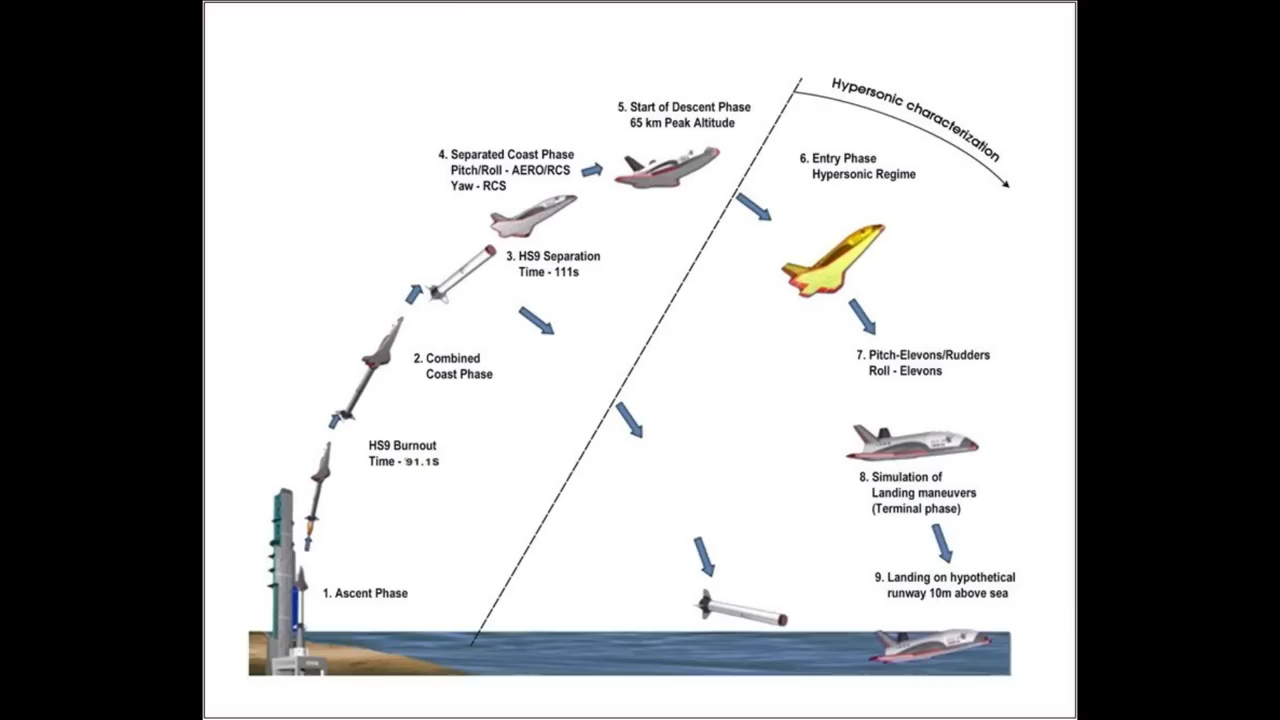 Hypersonic characterization
5. Start of Descent Phase
65 km Peak Altitude
4. Separated Coast Phase
Pitch/Roll - AERO/RCS
Yaw - RCS
6. Entry Phase
Hypersonic Regime
3. HS9 Separation
Time - 111s
2. Combined
Coast Phase
7. Pitch-Elevons/Rudders
Roll - Elevons
HS9 Burnout
Time - 91.1S
8. Simulation of
Landing maneuvers
(Terminal phase)
1. Ascent Phase
9. Landing on hypothetical
runway 10m above sea